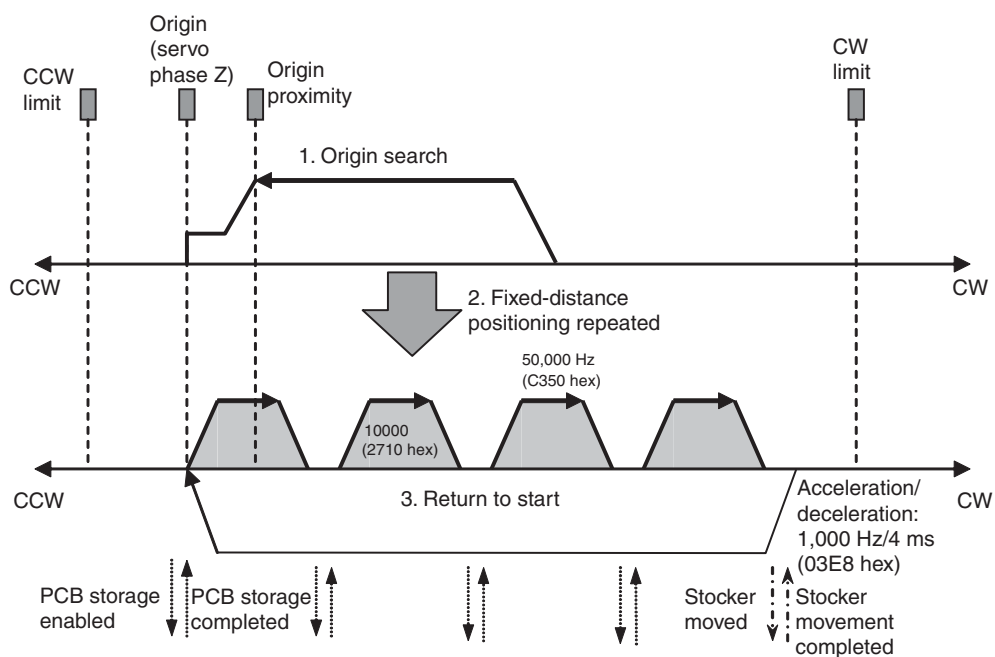 Origin
(servo
phase Z)
CCW
limit
Origin
proximity
CW
limit
1. Origin search
CCW
CW
2. Fixed-distance
positioning repeated
50,000 Hz
(C350 hex)
10000
(2710 hex)
CCW
3. Return to start
CW
Acceleration/
deceleration:
1,000 Hz/4 ms
(03E8 hex)
PCB storage
enabled
PCB storage
completed
Stocker
moved
Stocker
movement
completed